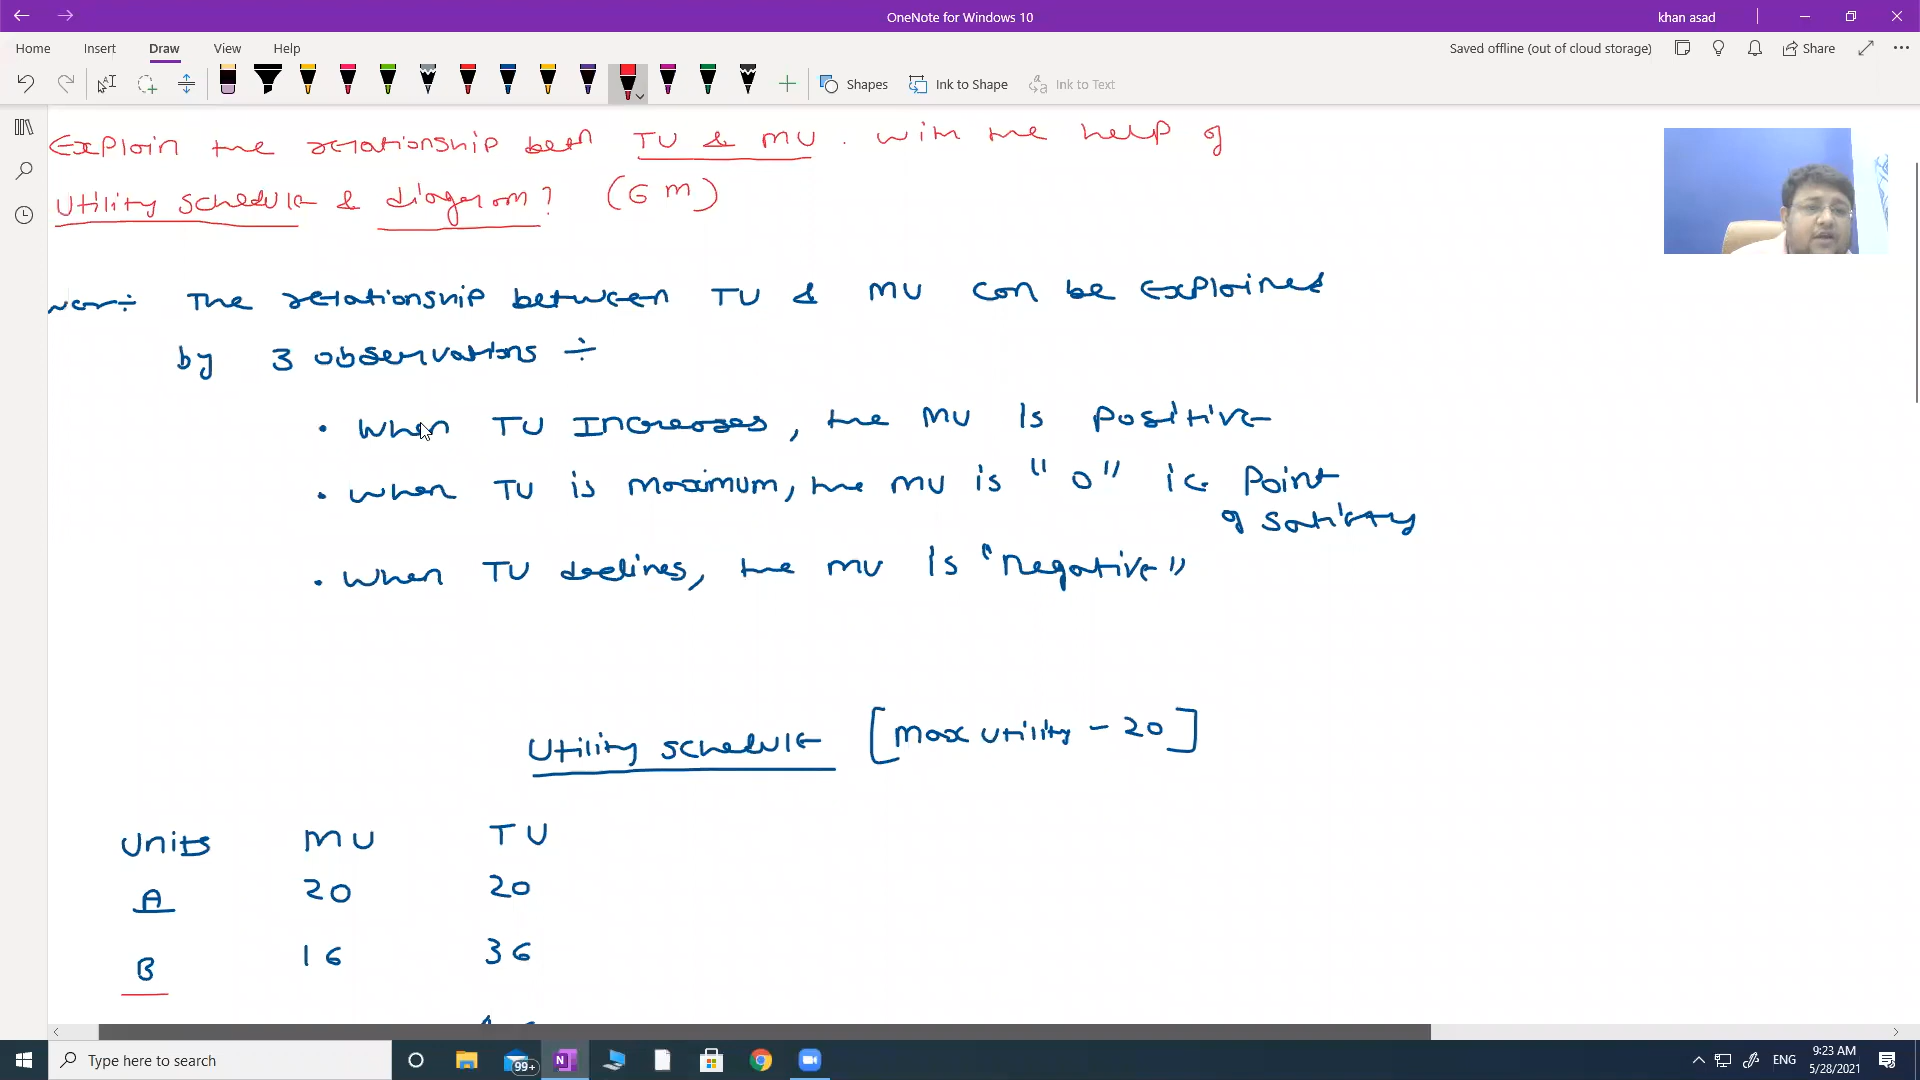 OneNote for Windows 10
khan asad
Home Insert Draw View Help
Saved offline (out of cloud storage)
Share
Shapes
Ink to Shape
Ink to Text
Explain the relationship betn TU & MU . with the help of
Utility schedule & diagram? (6 M)
wer÷ The relationship between TU & MU can be explained
by 3 observations ÷
• When TU Increases, the MU is positive
• When TU is maximum, the MU is "0" ie Point
of Satiety
• When TU declines, the MU is "Negative"
Utility schedule [Max utility - 20]
Units MU TU
A 20 20
B 16 36
Type here to search
99+
ENG
9:23 AM
5/28/2021